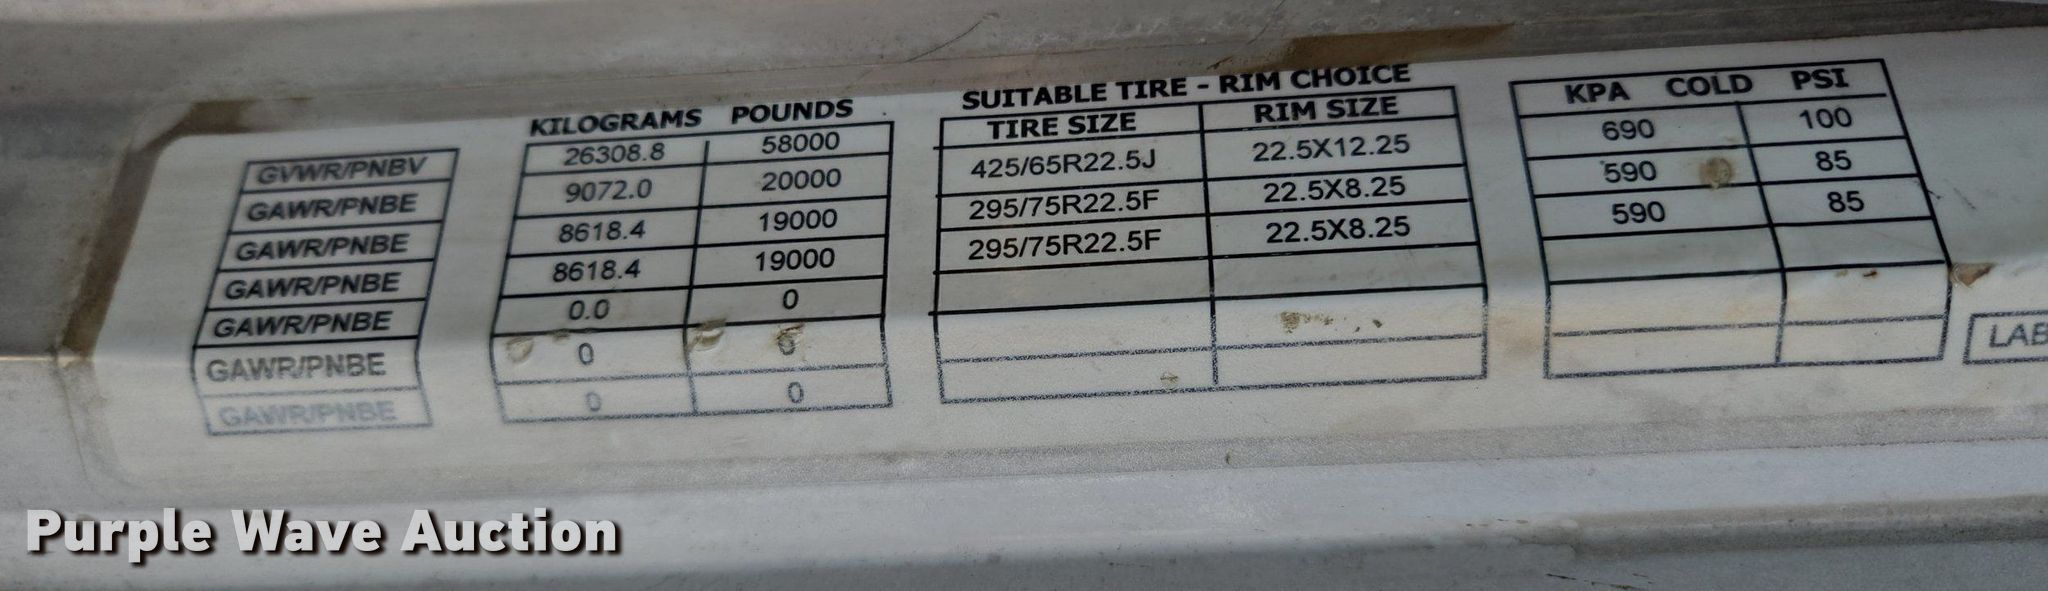 KILOGRAMS POUNDS SUITABLE TIRE - RIM CHOICE
TIRE SIZE RIM SIZE KPA COLD PSI
GVWR/PNBV 26308.8 58000
GAWR/PNBE 9072.0 20000 425/65R22.5J 22.5X12.25 690 100
GAWR/PNBE 8618.4 19000 295/75R22.5F 22.5X8.25 590 85
GAWR/PNBE 8618.4 19000 295/75R22.5F 22.5X8.25 590 85
GAWR/PNBE 0.0 0
GAWR/PNBE 0 0
GAWR/PNBE 0 0
LAB
Purple Wave Auction